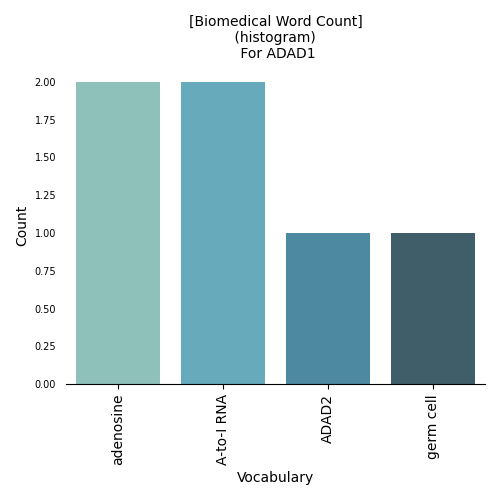 [Biomedical Word Count]
(histogram)
For ADAD1
2.00
1.75
1.50
1.25
1.00
0.75
0.50
0.25
0.00
Count
adenosine
A-to-I RNA
ADAD2
germ cell
Vocabulary